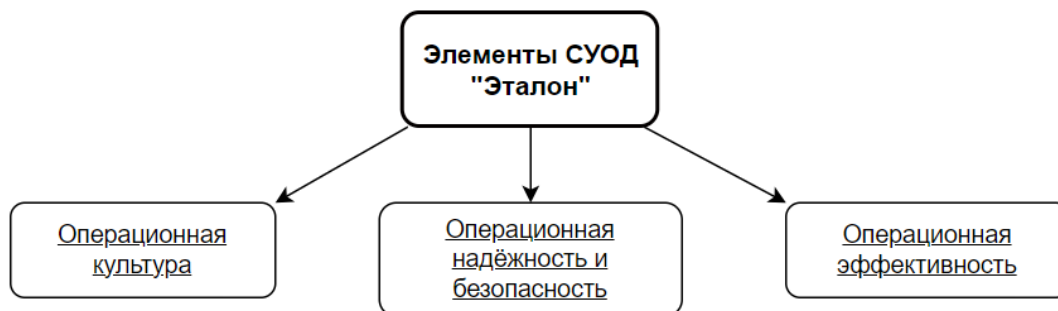 Элементы СУОД
"Эталон"
Операционная
культура
Операционная
надёжность и
безопасность
Операционная
эффективность